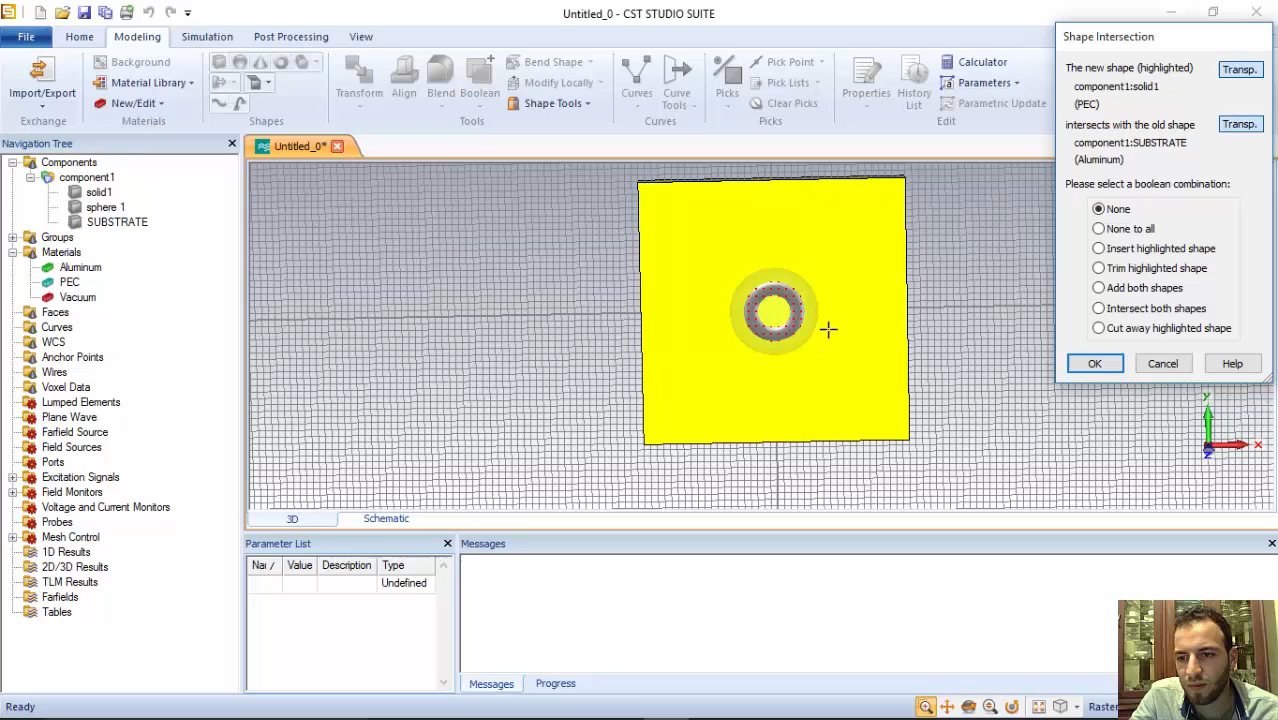 Untitled_0 - CST STUDIO SUITE
File Home Modeling Simulation Post Processing View
Import/Export
Exchange
Background
Material Library
New/Edit
Materials
Shapes
Transform
Align
Blend
Boolean
Bend Shape
Modify Locally
Shape Tools
Tools
Curves
Curve
Tools
Curves
Picks
Pick Point
Pick Lists
Clear Picks
Picks
Properties
History
List
Calculator
Parameters
Parametric Update
Edit
Navigation Tree
Components
component1
solid1
sphere 1
SUBSTRATE
Groups
Materials
Aluminum
PEC
Vacuum
Faces
Curves
WCS
Anchor Points
Wires
Voxel Data
Lumped Elements
Plane Wave
Farfield Source
Field Sources
Ports
Excitation Signals
Field Monitors
Voltage and Current Monitors
Probes
Mesh Control
1D Results
2D/3D Results
TLM Results
Farfields
Tables
Untitled_0*
y
x
z
3D Schematic
Parameter List
Value Description Type
Undefined
Messages
Messages Progress
Shape Intersection
The new shape (highlighted)
Transp.
component1:solid1
(PEC)
intersects with the old shape
Transp.
component1:SUBSTRATE
(Aluminum)
Please select a boolean combination:
None
None to all
Insert highlighted shape
Trim highlighted shape
Add both shapes
Intersect both shapes
Cut away highlighted shape
OK Cancel Help
Ready